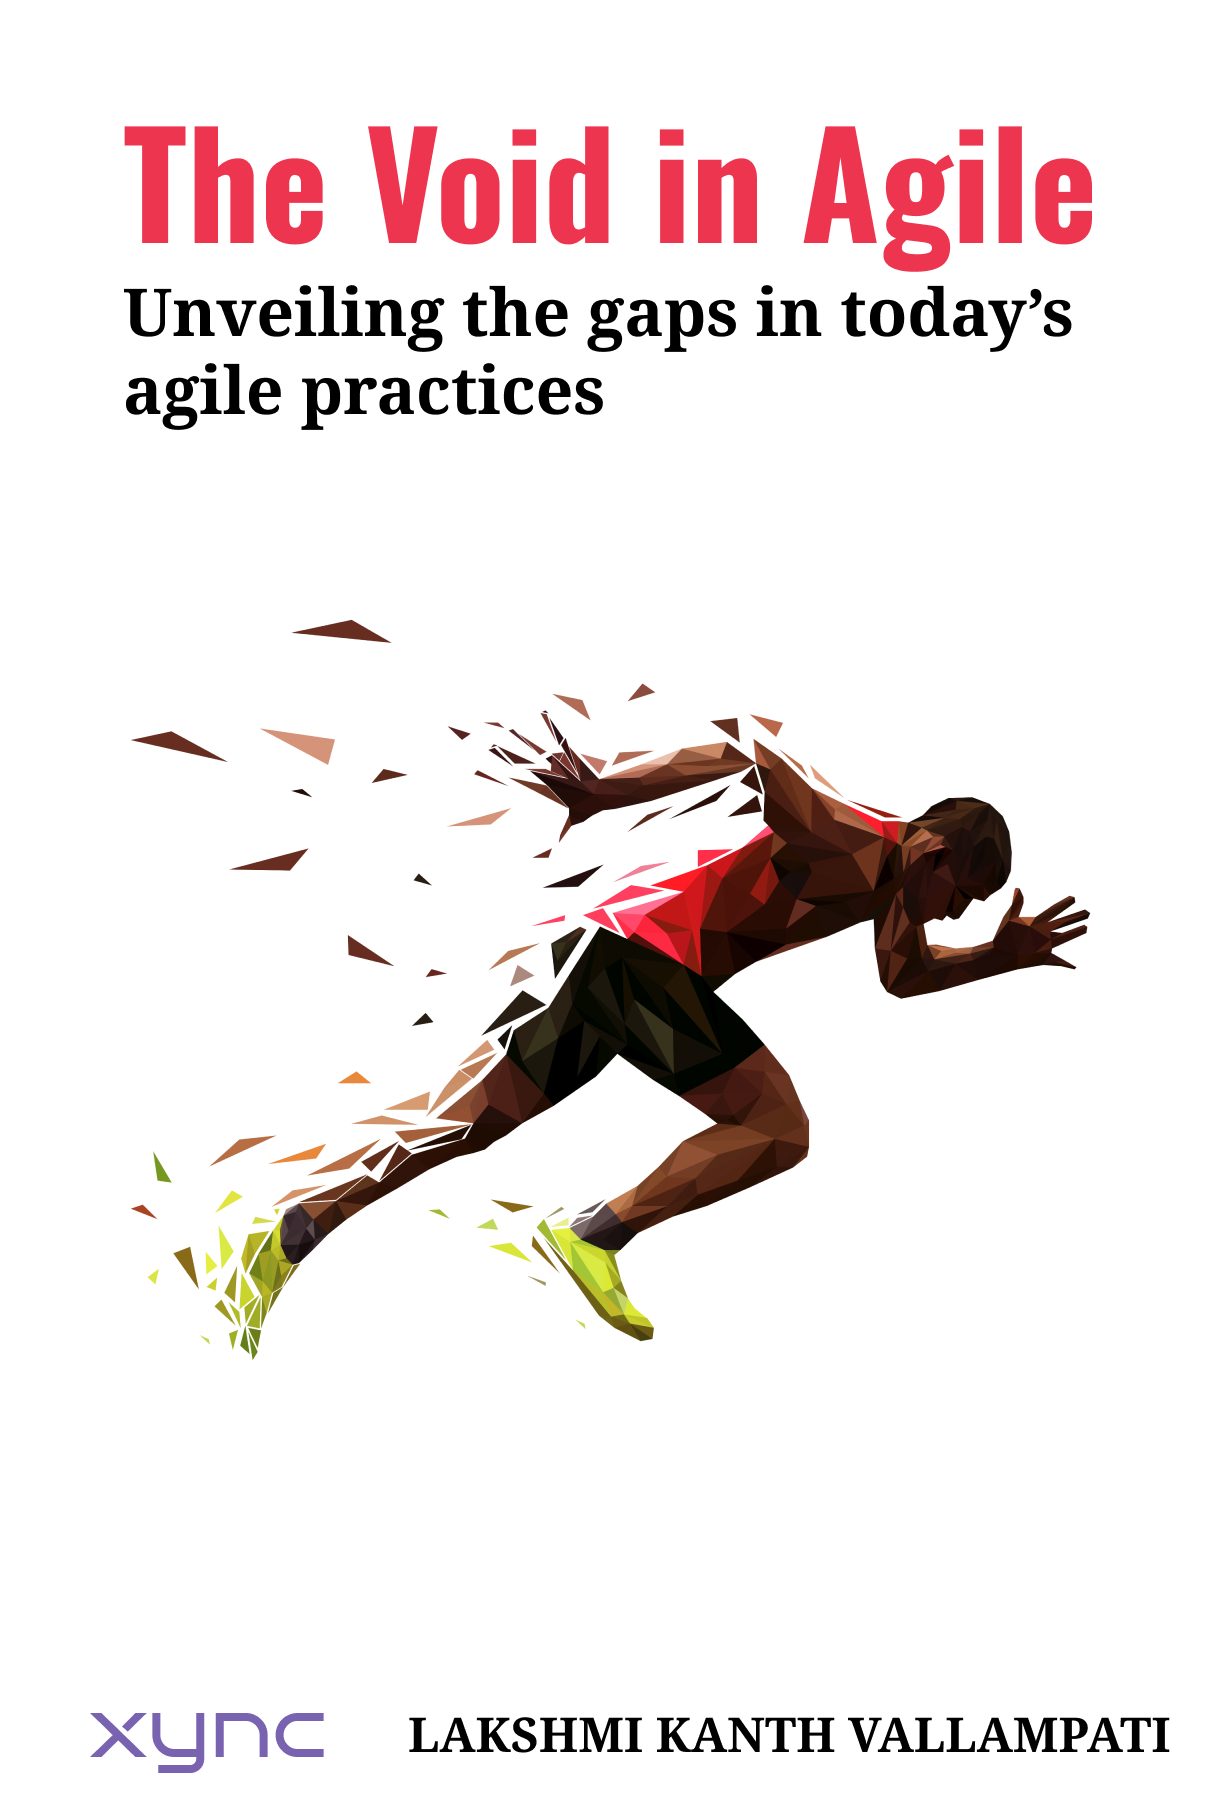 The Void in Agile
Unveiling the gaps in today’s
agile practices
xync
LAKSHMI KANTH VALLAMPATI